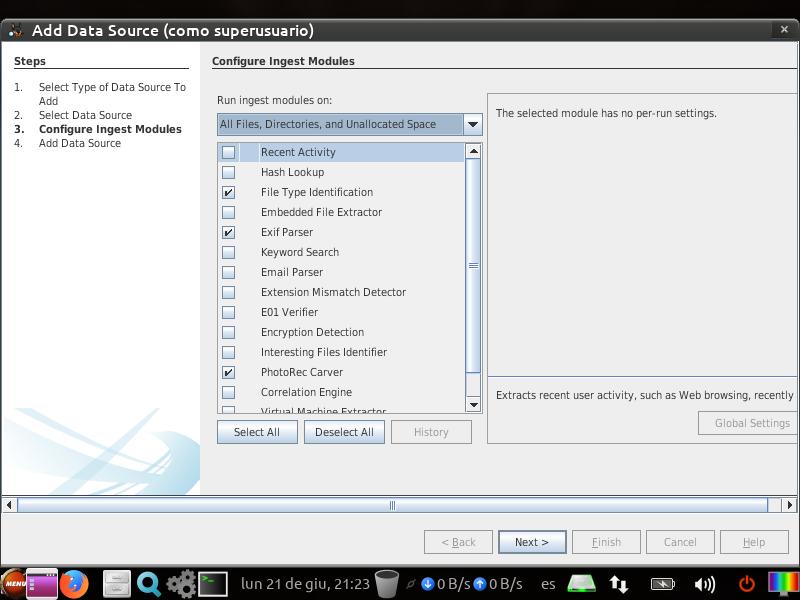 Add Data Source (como superusuario)
Steps
1. Select Type of Data Source To
Add
2. Select Data Source
3. Configure Ingest Modules
4. Add Data Source
Configure Ingest Modules
Run ingest modules on:
All Files, Directories, and Unallocated Space
Recent Activity
Hash Lookup
File Type Identification
Embedded File Extractor
Exif Parser
Keyword Search
Email Parser
Extension Mismatch Detector
E01 Verifier
Encryption Detection
Interesting Files Identifier
PhotoRec Carver
Correlation Engine
Virtual Machine Extractor
Select All
Deselect All
History
The selected module has no per-run settings.
Extracts recent user activity, such as Web browsing, recently
Global Settings
< Back
Next >
Finish
Cancel
Help
MENU
lun 21 de giu, 21:23
0 B/s
0 B/s
es